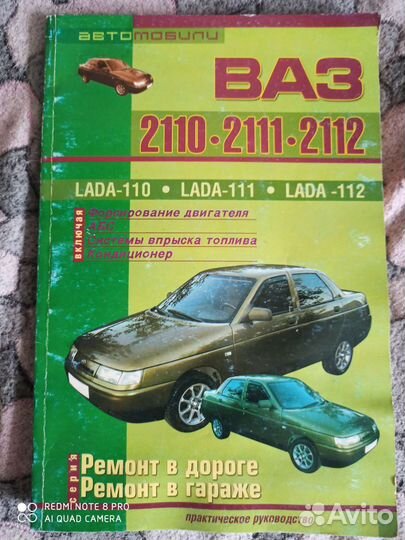 автомобили
ВАЗ
2110·2111·2112
LADA-110 • LADA-111 • LADA -112
включая
Форсирование двигателя
АБС
Системы впрыска топлива
Кондиционер
серия
Ремонт в дороге
Ремонт в гараже
практическое руководство
REDMI NOTE 8 PRO
AI QUAD CAMERA
Avito